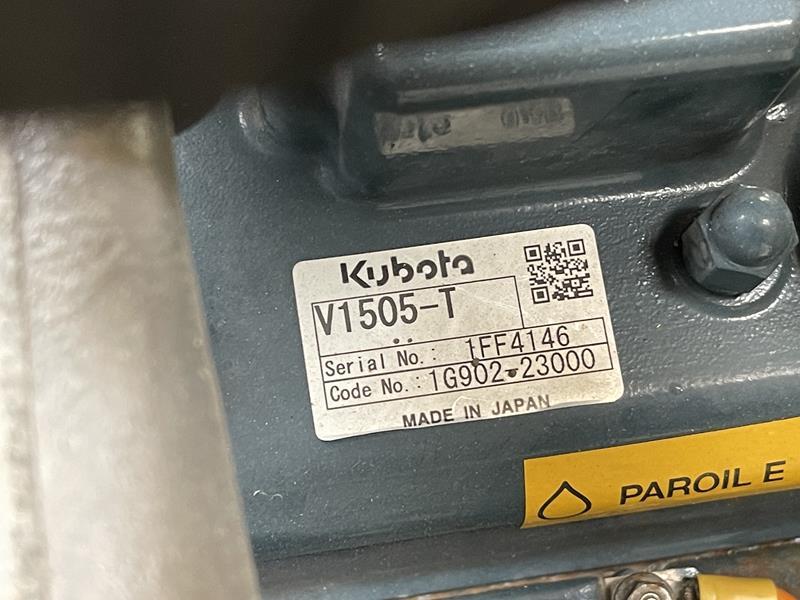 Kubota
V1505-T
Serial No.: 1FF4146
Code No.: 1G902-23000
MADE IN JAPAN
PAROIL E